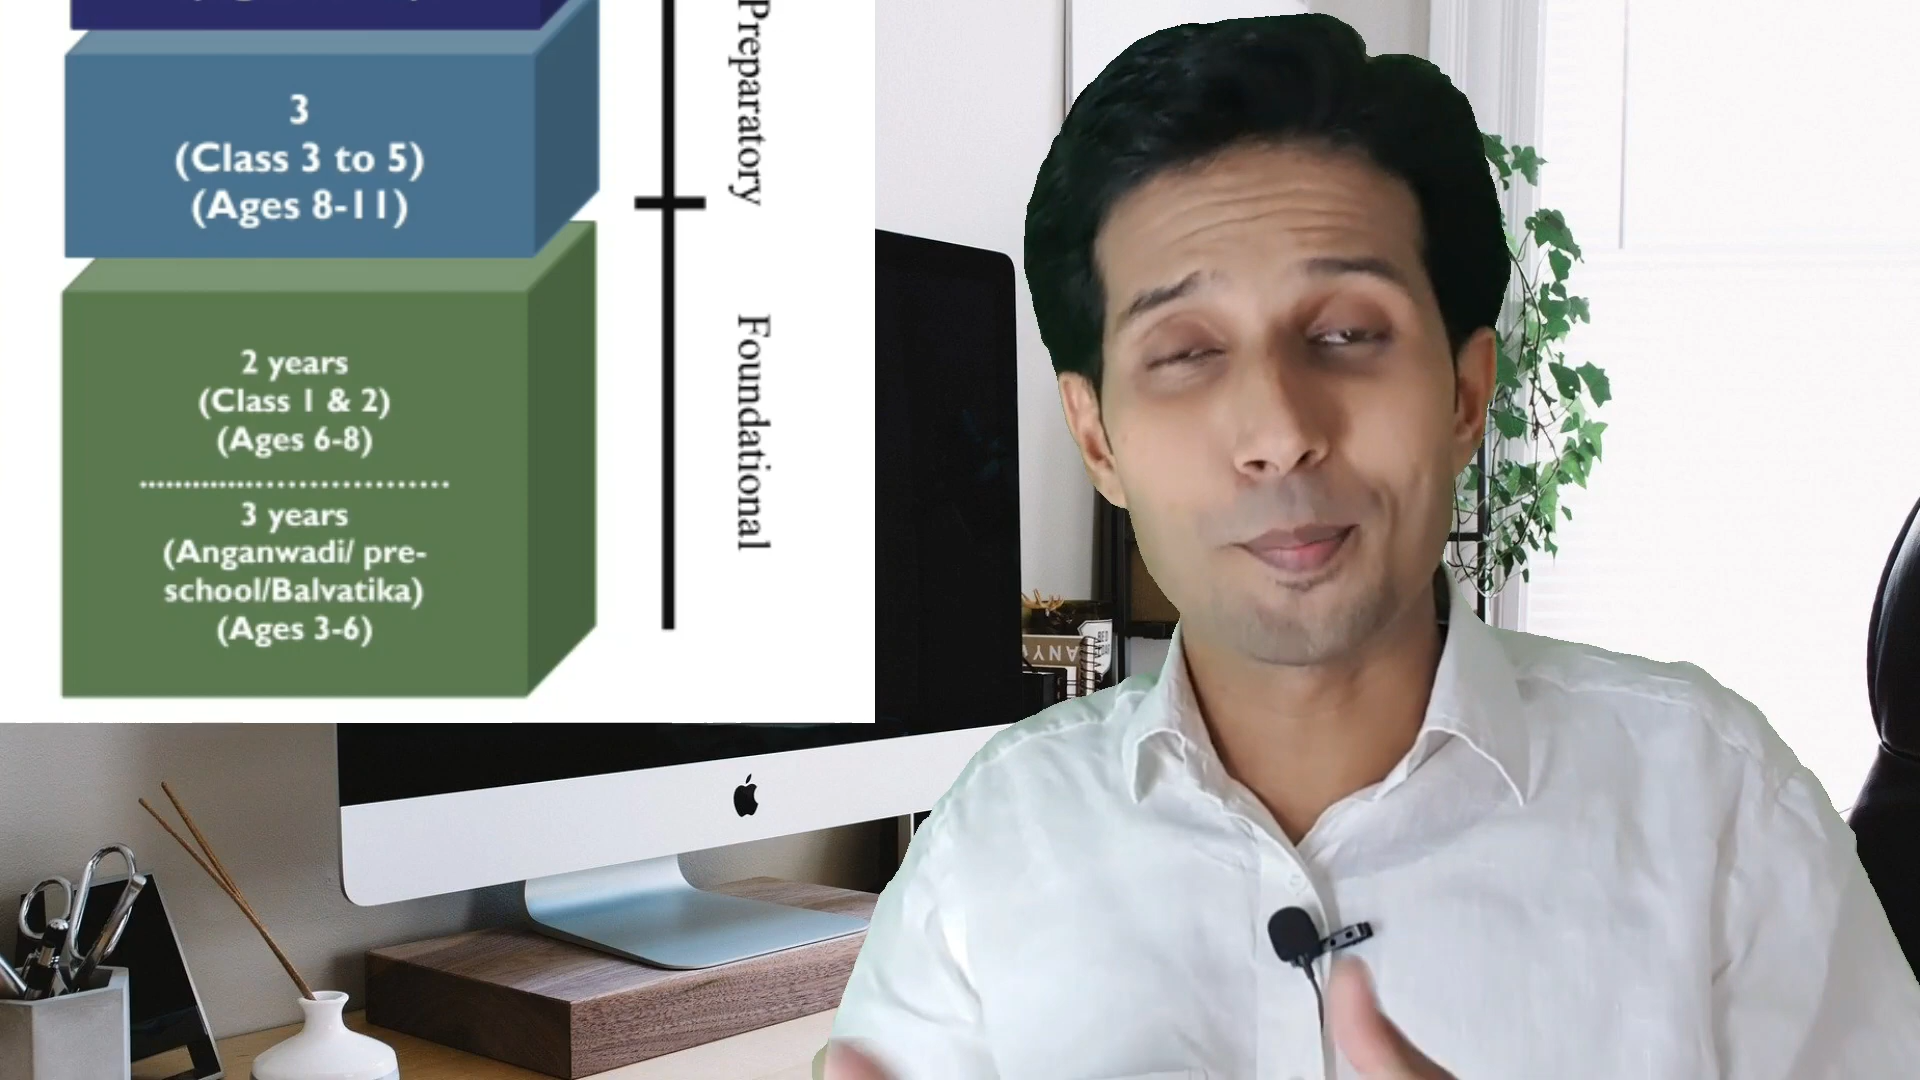 3
(Class 3 to 5)
(Ages 8-11)
2 years
(Class 1 & 2)
(Ages 6-8)
3 years
(Anganwadi/ pre-
school/Balvatika)
(Ages 3-6)
Preparatory
Foundational